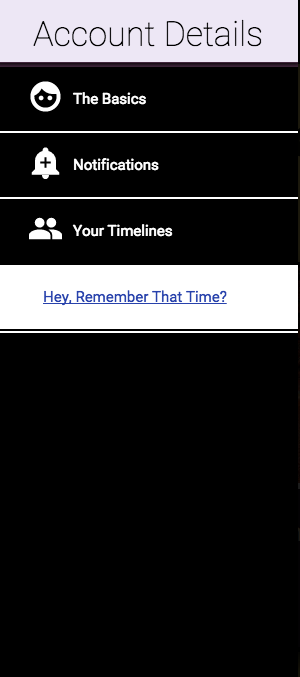 Account Details
The Basics
Notifications
Your Timelines
Hey, Remember That Time?